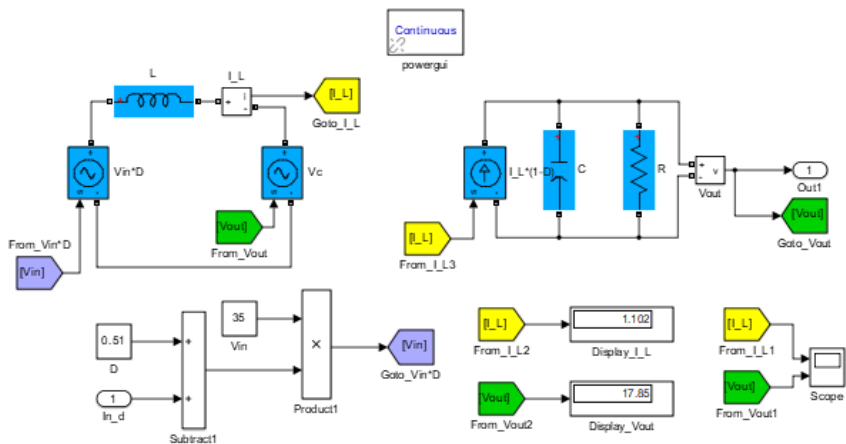 Continuous
powergui
L
I_L
+
i
-
[I_L]
Goto_I_L
Vin*D
Vc
[Vout]
From_Vout
From_Vin*D
[Vin]
I_L*(1-D)
C
R
+
v
-
Vout
1
Out1
[Vout]
Goto_Vout
[I_L]
From_I_L3
0.51
D
1
In_d
+
+
Subtract1
35
Vin
×
Product1
[Vin]
Goto_Vin*D
[I_L]
From_I_L2
1.102
Display_I_L
[Vout]
From_Vout2
17.85
Display_Vout
[I_L]
From_I_L1
[Vout]
From_Vout1
Scope